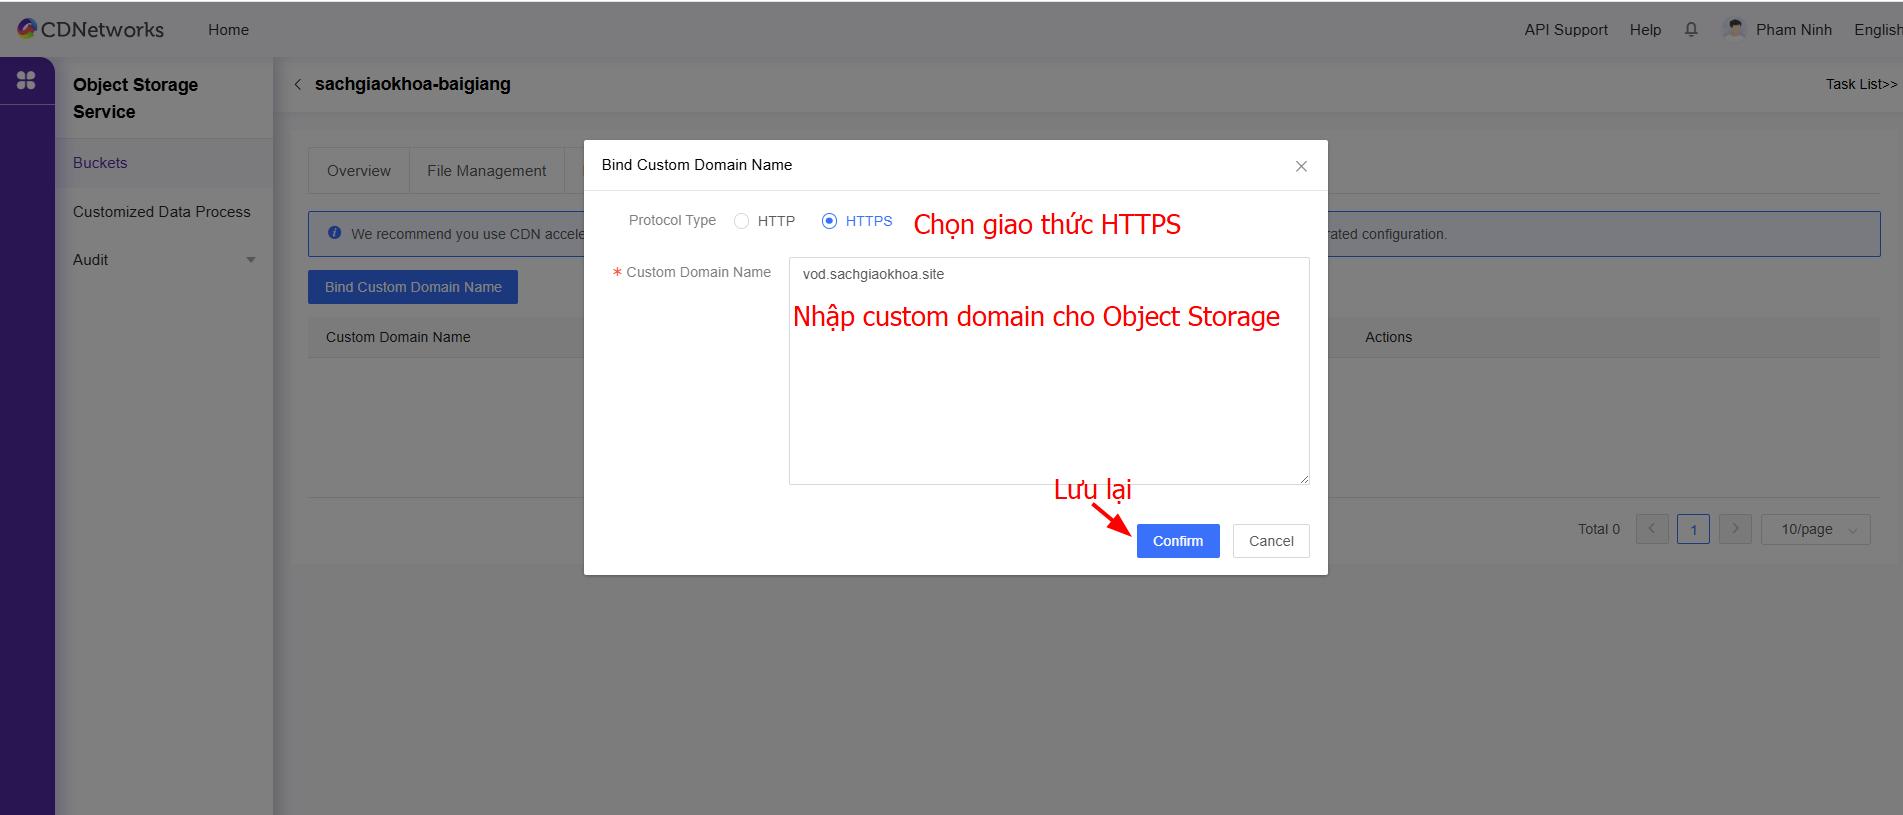 CDNetworks Home API Support Help Pham Ninh English
Object Storage Service
sachgiaokhoa-baigiang Task List>>
Buckets
Customized Data Process
Audit
Overview File Management
We recommend you use CDN rated configuration.
Bind Custom Domain Name
Custom Domain Name Actions
Total 0 1 10/page
Bind Custom Domain Name
Protocol Type HTTP HTTPS Chọn giao thức HTTPS
* Custom Domain Name vod.sachgiaokhoa.site
Nhập custom domain cho Object Storage
Lưu lại
Confirm Cancel